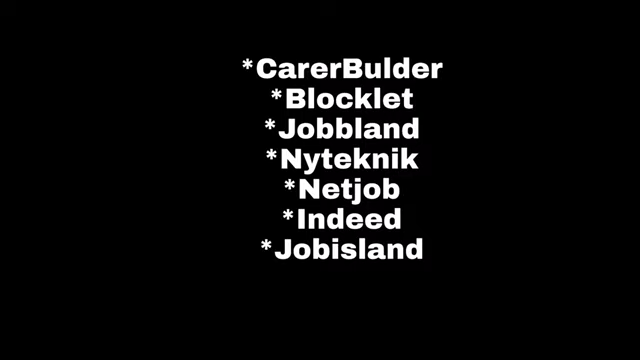 *CarerBulder
*Blocklet
*Jobbland
*Nyteknik
*Netjob
*Indeed
*Jobisland